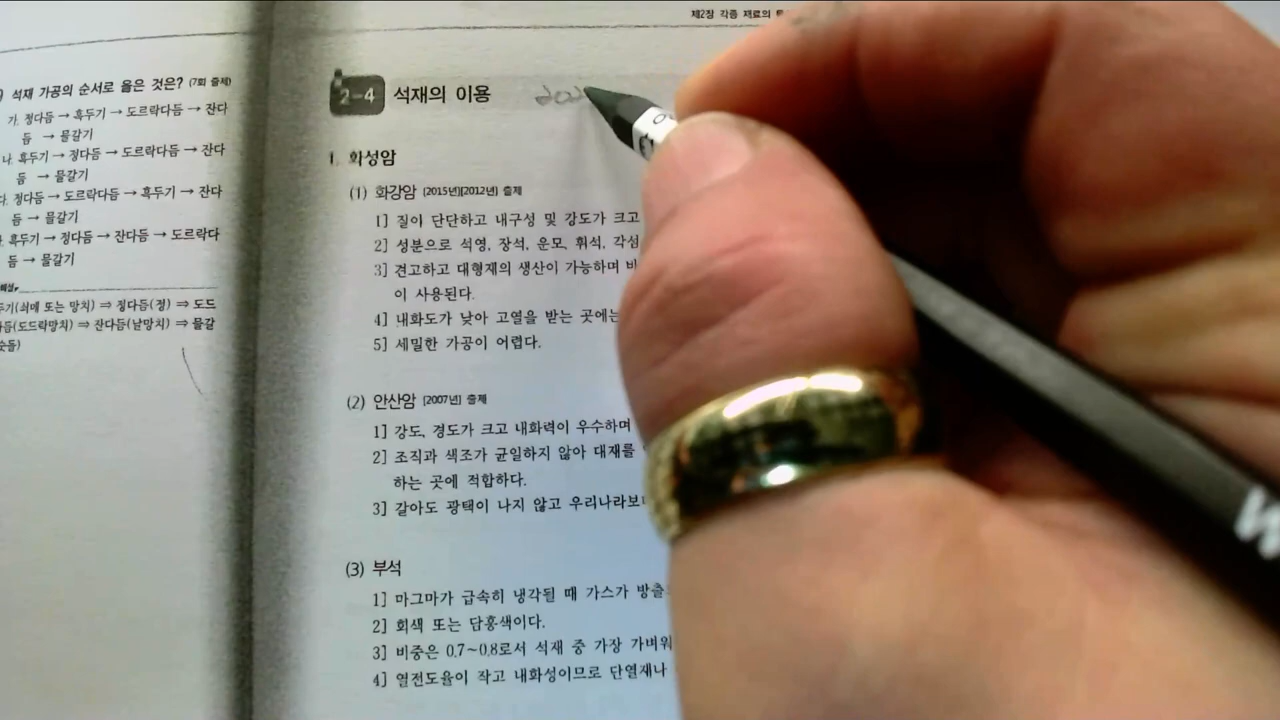 제2장 각종 재료의
석재 가공의 순서로 옳은 것은? (7회 출제)
가. 정다듬 → 혹두기 → 도르락다듬 → 잔다
듬 → 물갈기
나. 혹두기 → 정다듬 → 도르락다듬 → 잔다
듬 → 물갈기
다. 정다듬 → 도르락다듬 → 혹두기 → 잔다
듬 → 물갈기
혹두기 → 정다듬 → 잔다듬 → 도르락다
듬 → 물갈기
두기(쇠메 또는 망치) ⇒ 정다듬(정) ⇒ 도드
다듬(도드락망치) ⇒ 잔다듬(날망치) ⇒ 물갈
숫돌)
2-4 석재의 이용 202
1. 화성암
(1) 화강암 [2015년][2012년] 출제
1] 질이 단단하고 내구성 및 강도가 크고
2] 성분으로 석영, 장석, 운모, 휘석, 각섬
3] 견고하고 대형재의 생산이 가능하며 바
이 사용된다.
4] 내화도가 낮아 고열을 받는 곳에는
5] 세밀한 가공이 어렵다.
(2) 안산암 [2007년] 출제
1] 강도, 경도가 크고 내화력이 우수하며
2] 조직과 색조가 균일하지 않아 대재를
하는 곳에 적합하다.
3] 갈아도 광택이 나지 않고 우리나라보
(3) 부석
1] 마그마가 급속히 냉각될 때 가스가 방출
2] 회색 또는 담홍색이다.
3] 비중은 0.7~0.8로서 석재 중 가장 가벼워
4] 열전도율이 작고 내화성이므로 단열재나
W